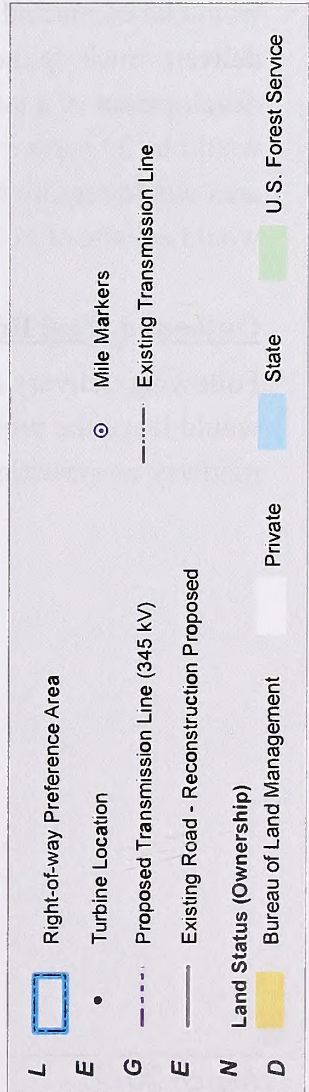 LEGEND
Right-of-way Preference Area
Turbine Location
Mile Markers
Proposed Transmission Line (345 kV)
Existing Road - Reconstruction Proposed
Existing Transmission Line
Land Status (Ownership)
Bureau of Land Management
Private
State
U.S. Forest Service